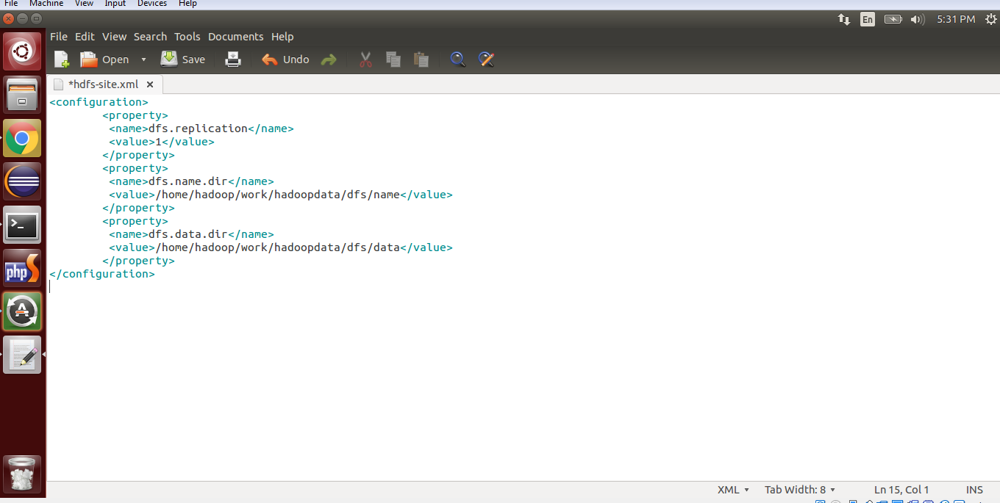 File Machine View Input Devices Help
En 5:31 PM
File Edit View Search Tools Documents Help
Open Save Undo
*hdfs-site.xml
<configuration>
<property>
<name>dfs.replication</name>
<value>1</value>
</property>
<property>
<name>dfs.name.dir</name>
<value>/home/hadoop/work/hadoopdata/dfs/name</value>
</property>
<property>
<name>dfs.data.dir</name>
<value>/home/hadoop/work/hadoopdata/dfs/data</value>
</property>
</configuration>
>_
php
A
XML Tab Width: 8 Ln 15, Col 1 INS